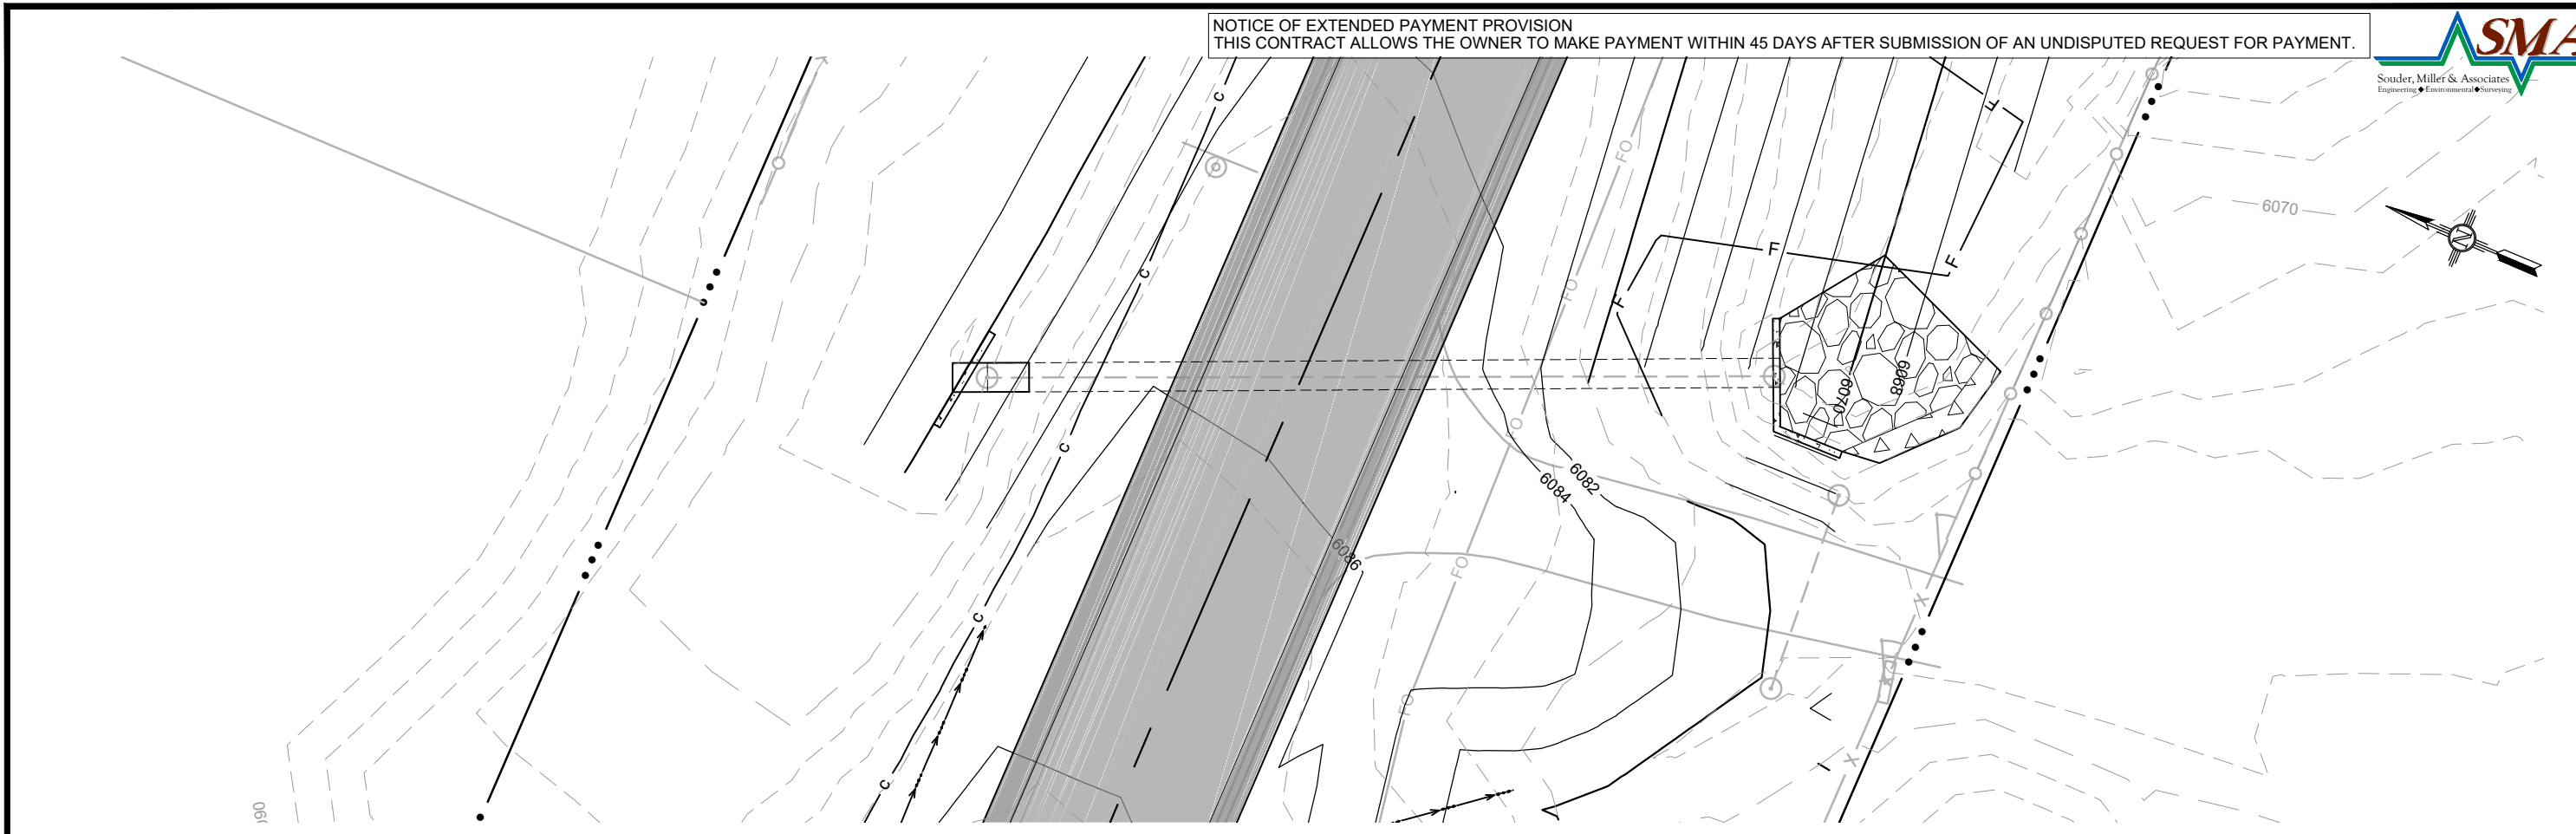 NOTICE OF EXTENDED PAYMENT PROVISION
THIS CONTRACT ALLOWS THE OWNER TO MAKE PAYMENT WITHIN 45 DAYS AFTER SUBMISSION OF AN UNDISPUTED REQUEST FOR PAYMENT.
SMA
Souder, Miller & Associates
Engineering ◆ Environmental ◆ Surveying
C
F
FO
6070
N
C
F
F
FO
F
6070
6068
C
FO
6082
6084
6086
FO
C
X
FO
X
C